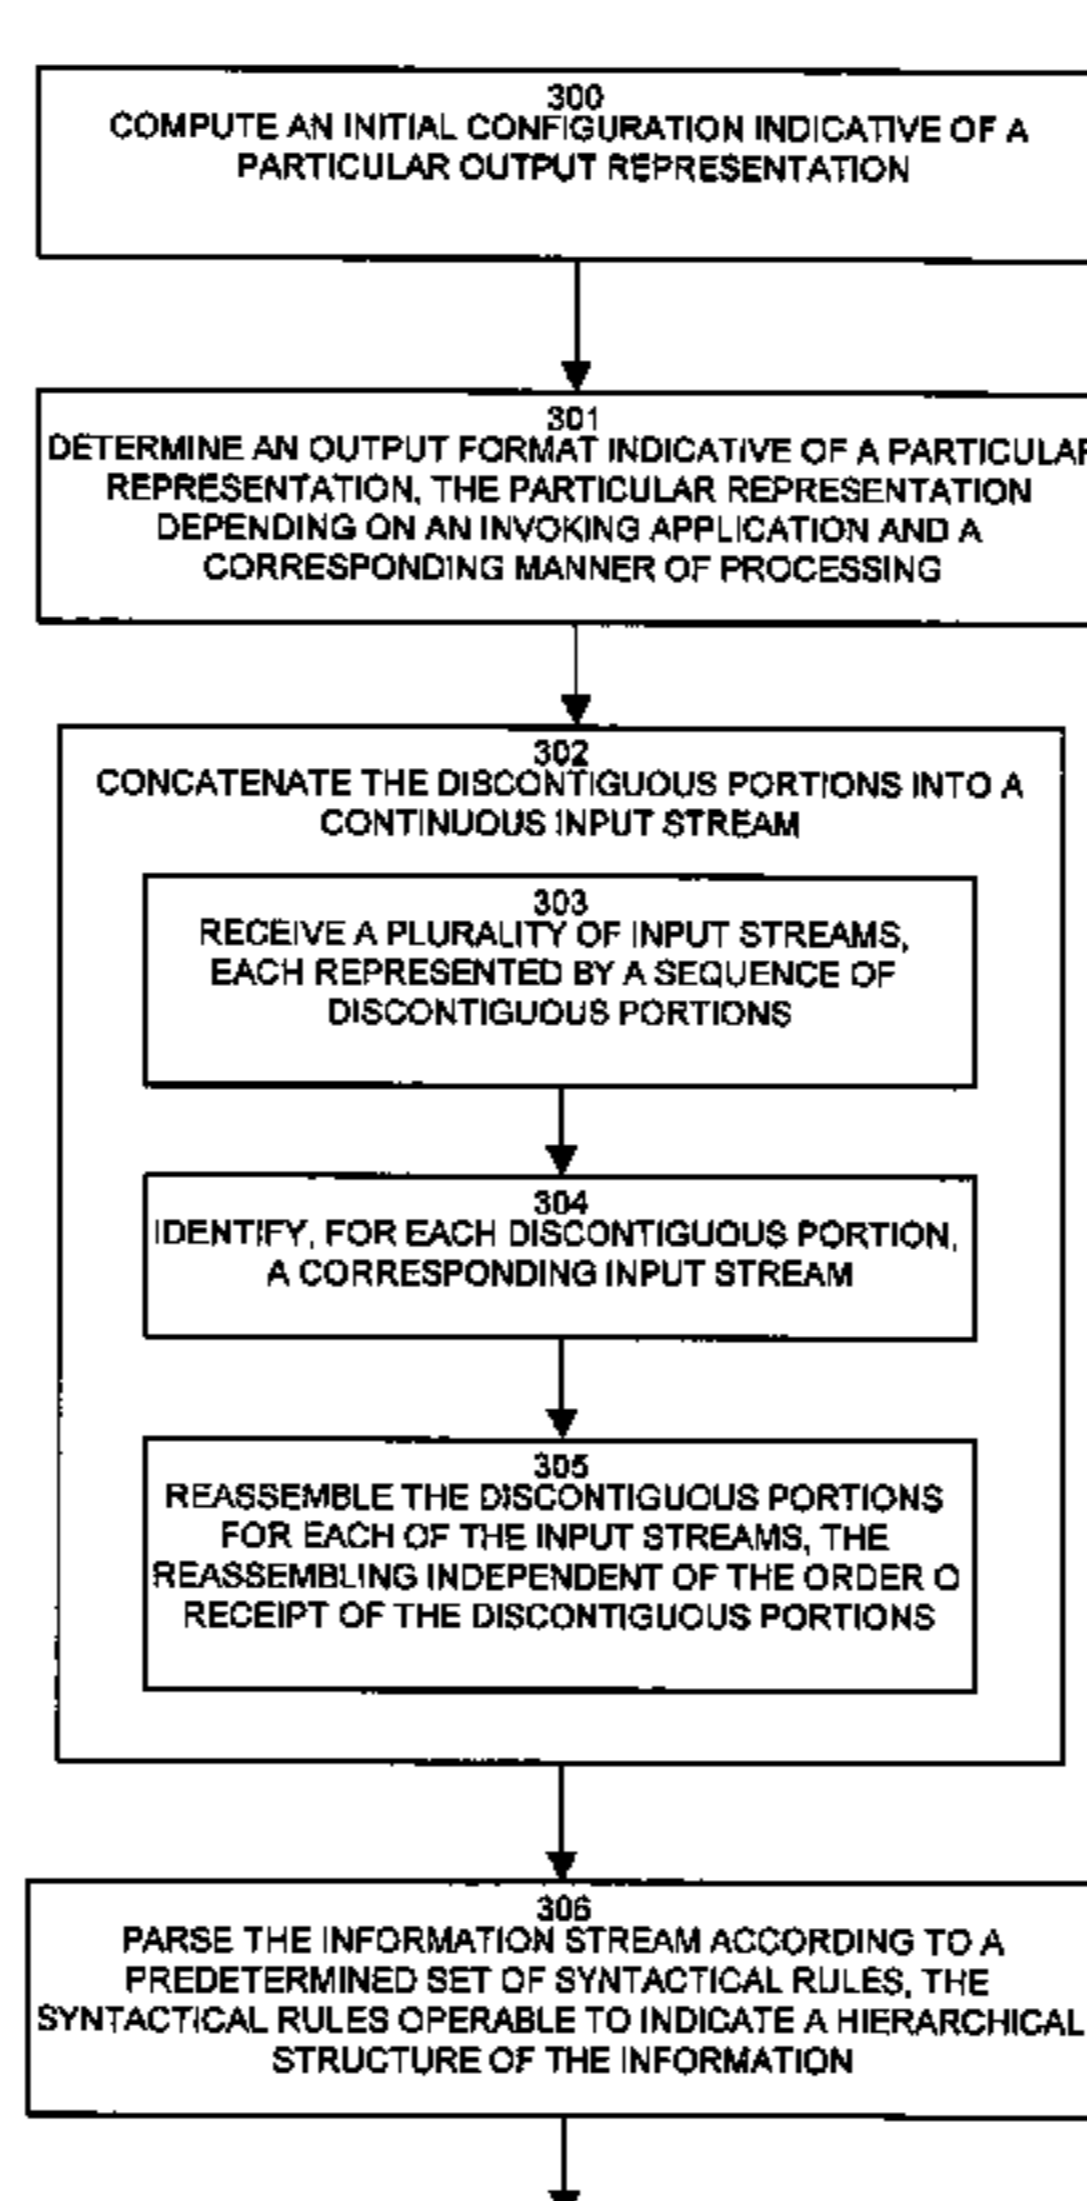 300
COMPUTE AN INITIAL CONFIGURATION INDICATIVE OF A
PARTICULAR OUTPUT REPRESENTATION
301
DETERMINE AN OUTPUT FORMAT INDICATIVE OF A PARTICULAR
REPRESENTATION, THE PARTICULAR REPRESENTATION
DEPENDING ON AN INVOKING APPLICATION AND A
CORRESPONDING MANNER OF PROCESSING
302
CONCATENATE THE DISCONTIGUOUS PORTIONS INTO A
CONTINUOUS INPUT STREAM
303
RECEIVE A PLURALITY OF INPUT STREAMS,
EACH REPRESENTED BY A SEQUENCE OF
DISCONTIGUOUS PORTIONS
304
IDENTIFY, FOR EACH DISCONTIGUOUS PORTION,
A CORRESPONDING INPUT STREAM
305
REASSEMBLE THE DISCONTIGUOUS PORTIONS
FOR EACH OF THE INPUT STREAMS, THE
REASSEMBLING INDEPENDENT OF THE ORDER O
RECEIPT OF THE DISCONTIGUOUS PORTIONS
306
PARSE THE INFORMATION STREAM ACCORDING TO A
PREDETERMINED SET OF SYNTACTICAL RULES, THE
SYNTACTICAL RULES OPERABLE TO INDICATE A HIERARCHICAL
STRUCTURE OF THE INFORMATION